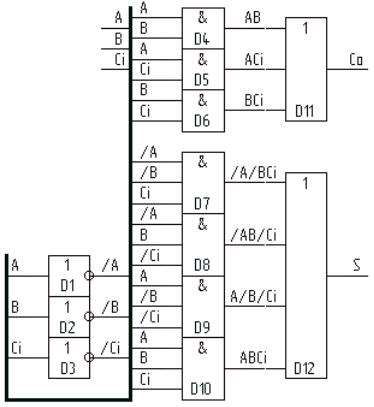 A
B
Ci
A
B
&
D4
AB
A
Ci
&
D5
ACi
B
Ci
&
D6
BCi
1
D11
Co
/A
/B
Ci
&
D7
/A/BCi
/A
B
/Ci
&
D8
/AB/Ci
A
/B
/Ci
&
D9
A/B/Ci
A
B
Ci
&
D10
ABCi
1
D12
S
A
1
D1
/A
B
1
D2
/B
Ci
1
D3
/Ci